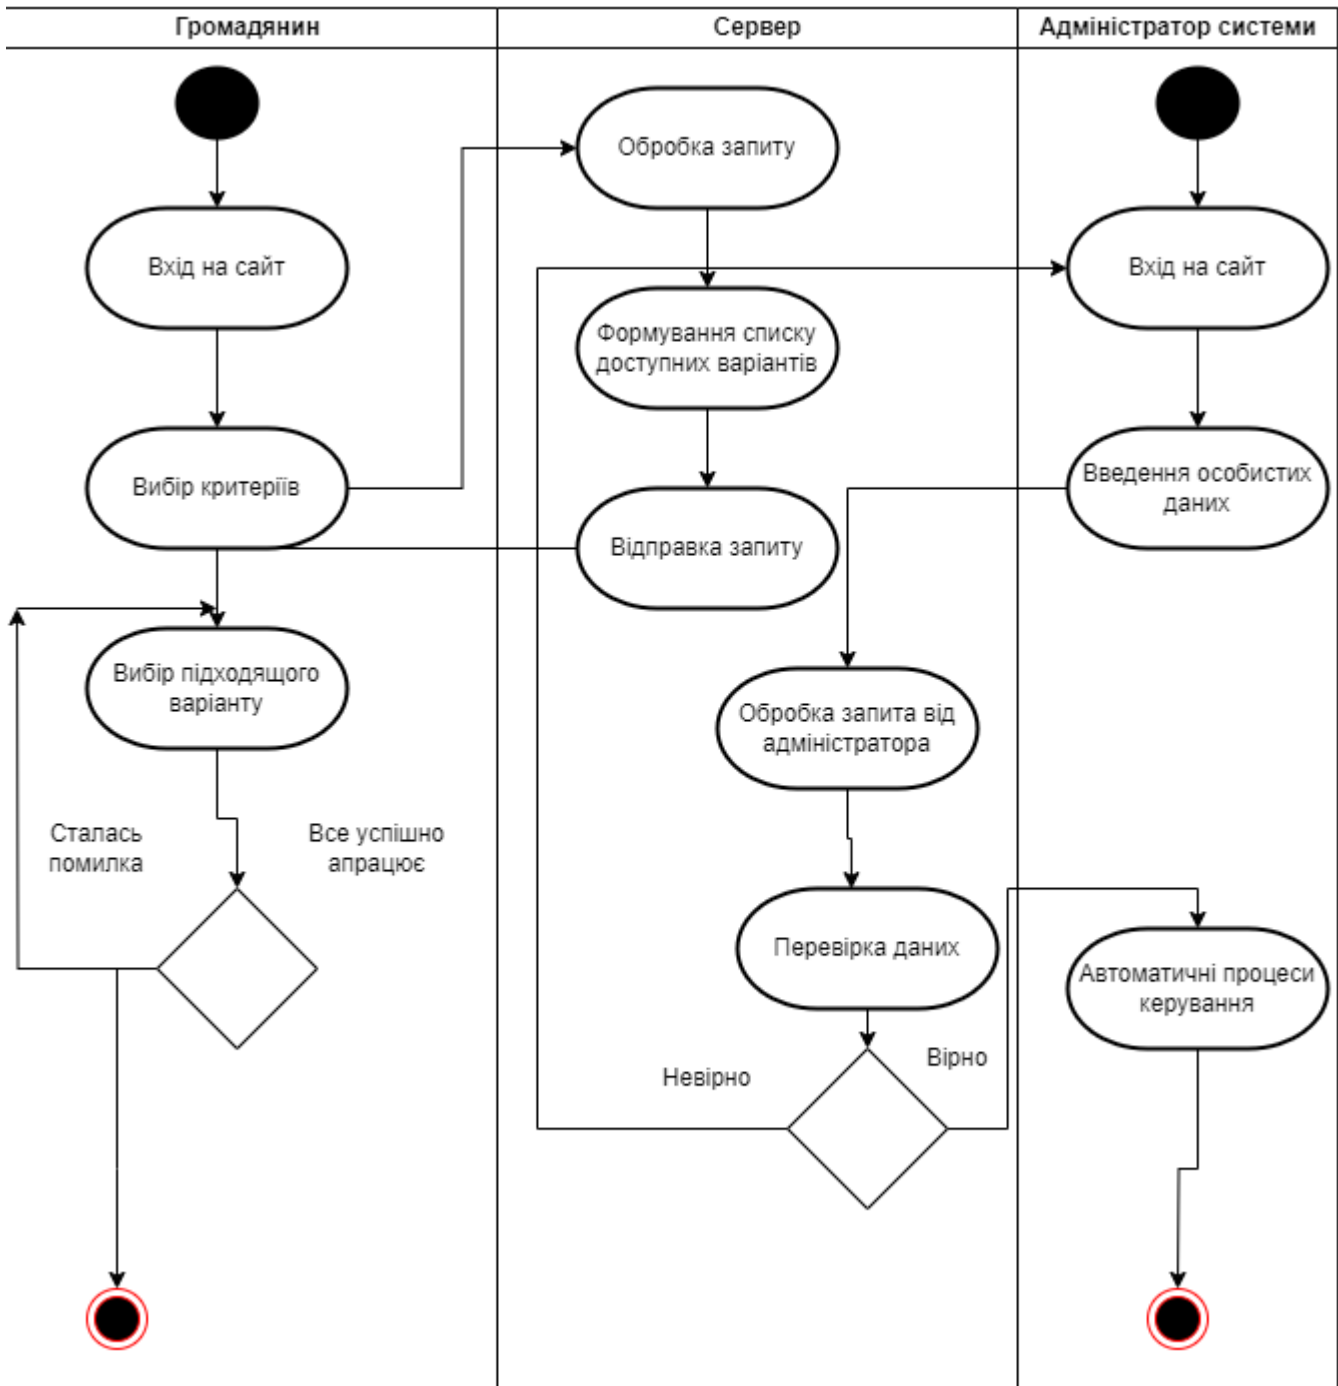 Громадянин
Сервер
Адміністратор системи
Обробка запиту
Вхід на сайт
Вхід на сайт
Формування списку
доступних варіантів
Вибір критеріїв
Введення особистих
даних
Відправка запиту
Вибір підходящого
варіанту
Обробка запита від
адміністратора
Сталась
помилка
Все успішно
апрацює
Перевірка даних
Автоматичні процеси
керування
Невірно
Вірно